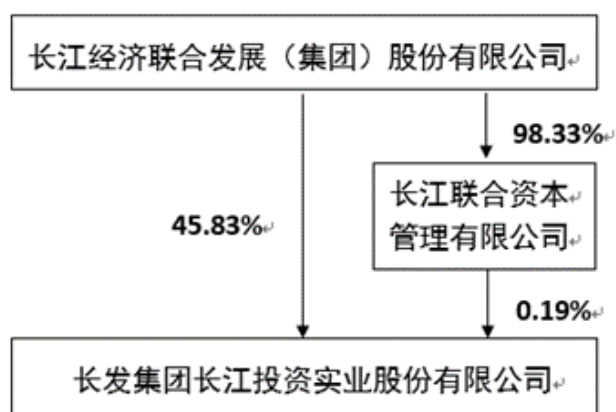 长江经济联合发展（集团）股份有限公司
98.33%
长江联合资本
管理有限公司
45.83%
0.19%
长发集团长江投资实业股份有限公司